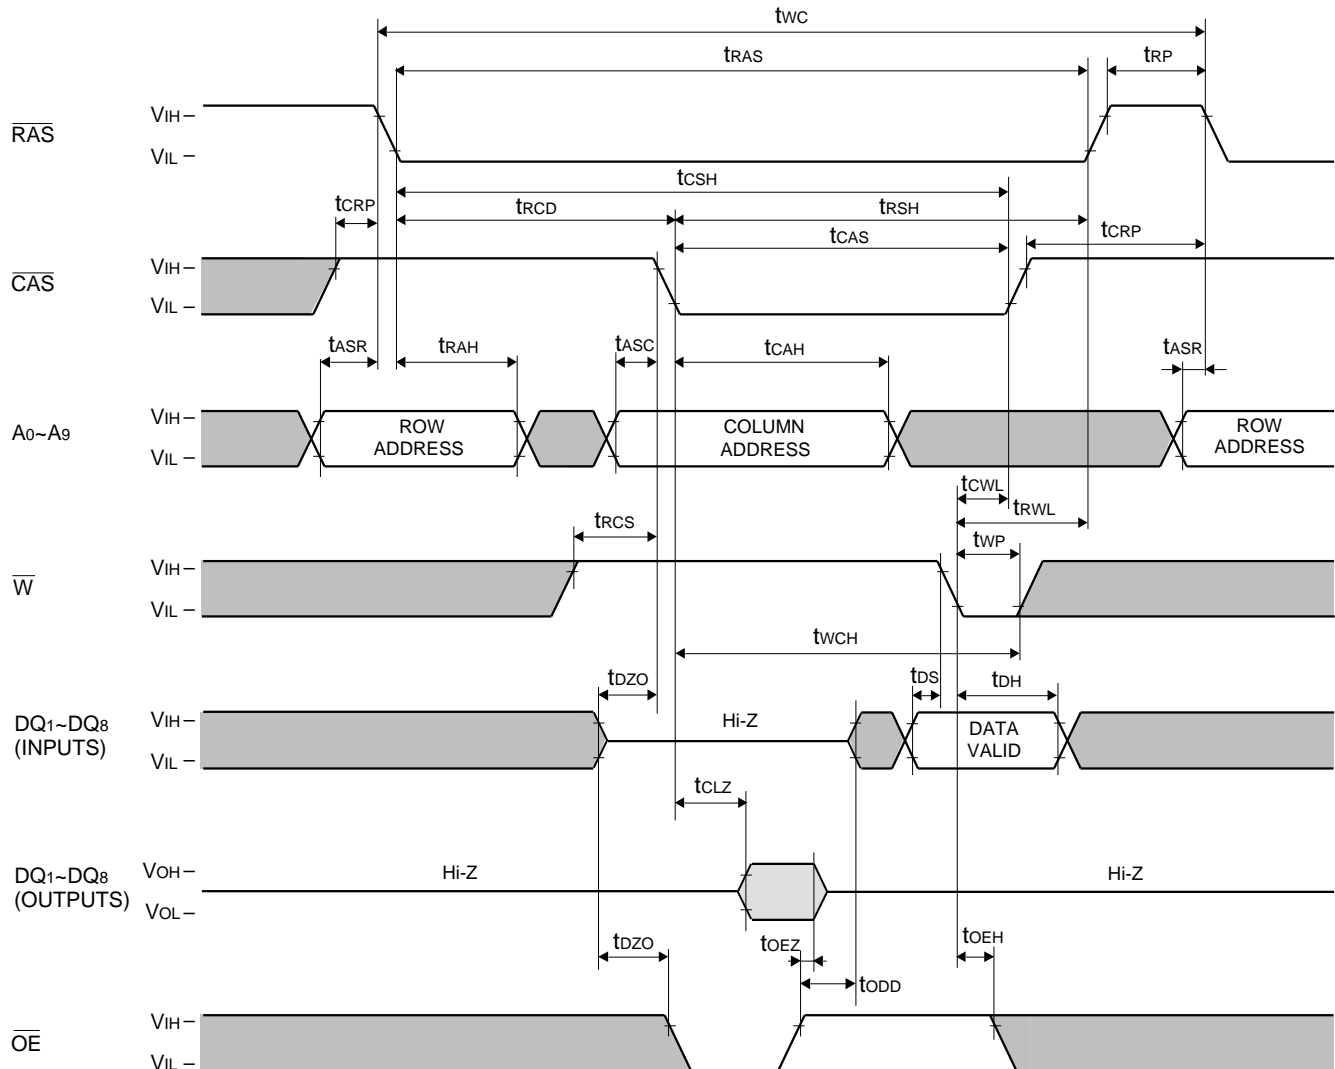 tWC
tRAS
tRP
RAS
VIH
VIL
tCSH
tCRP
tRCD
tRSH
tCAS
tCRP
CAS
VIH
VIL
tASR
tRAH
tASC
tCAH
tASR
A0~A9
VIH
VIL
ROW
ADDRESS
COLUMN
ADDRESS
ROW
ADDRESS
tCWL
tRWL
tRCS
tWP
W
VIH
VIL
tWCH
tDZO
tDS
tDH
DQ1~DQ8
(INPUTS)
VIH
VIL
Hi-Z
DATA
VALID
tCLZ
DQ1~DQ8
(OUTPUTS)
VOH
VOL
Hi-Z
Hi-Z
tDZO
tOEZ
tODD
tOEH
OE
VIH
VIL